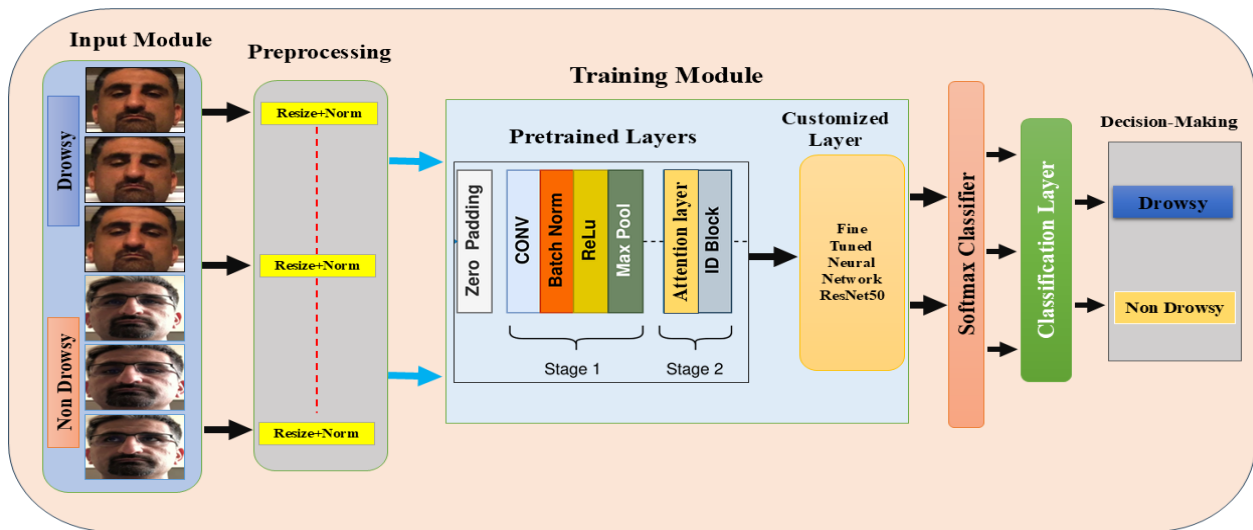 Input Module
Drowsy
Non Drowsy
Preprocessing
Resize+Norm
Resize+Norm
Resize+Norm
Training Module
Pretrained Layers
Zero Padding
CONV
Batch Norm
ReLu
Max Pool
Stage 1
Attention layer
ID Block
Stage 2
Customized
Layer
Fine
Tuned
Neural
Network
ResNet50
Softmax Classifier
Classification Layer
Decision-Making
Drowsy
Non Drowsy